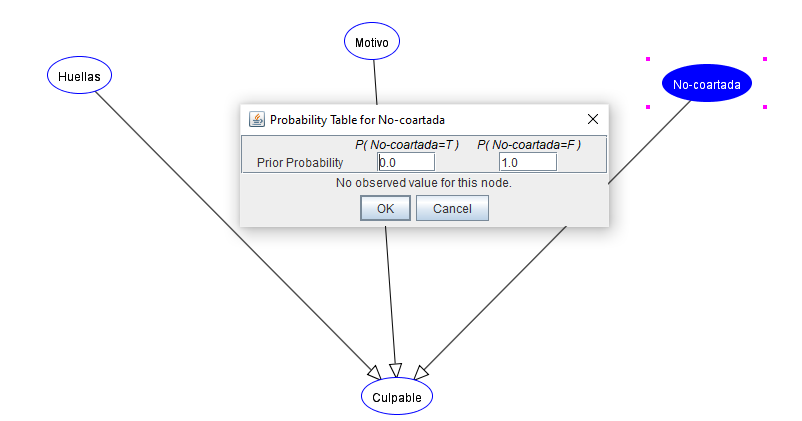 Motivo
Huellas
No-coartada
Probability Table for No-coartada
P( No-coartada=T ) P( No-coartada=F )
Prior Probability 0.0 1.0
No observed value for this node.
OK Cancel
Culpable